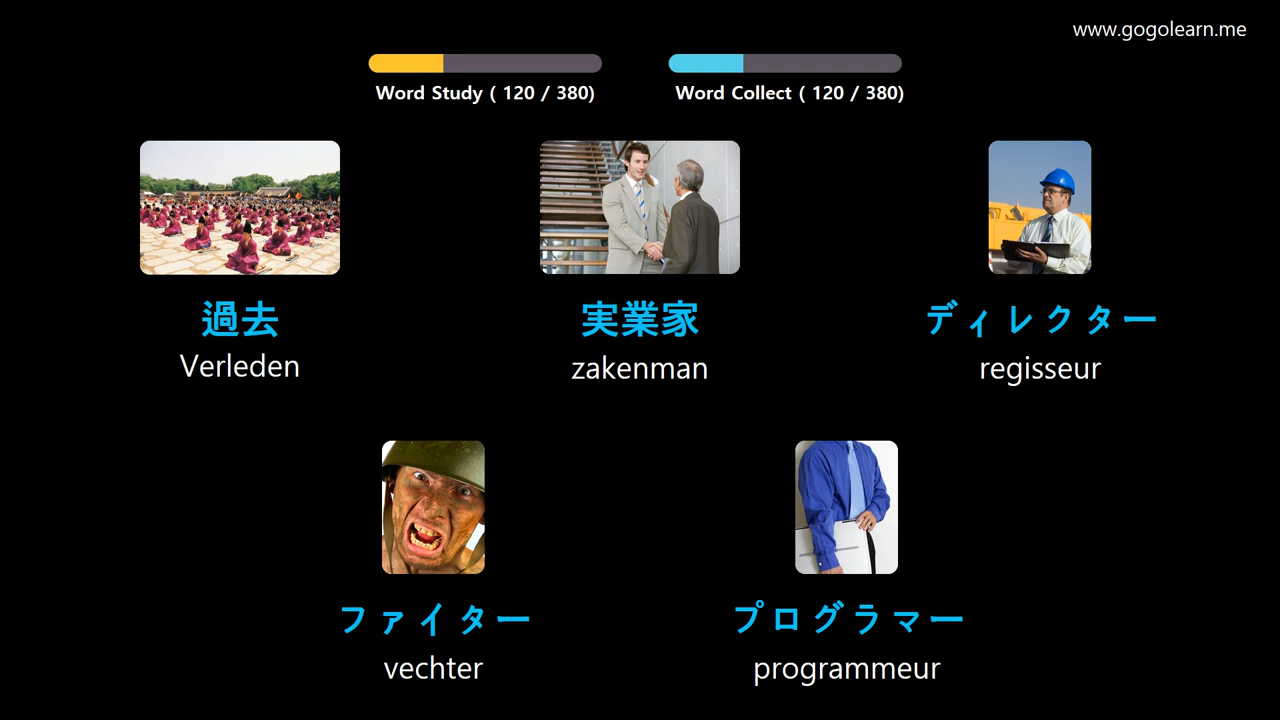 www.gogolearn.me
Word Study ( 120 / 380)
Word Collect ( 120 / 380)
過去
実業家
ディレクター
Verleden
zakenman
regisseur
ファイター
プログラマー
vechter
programmeur